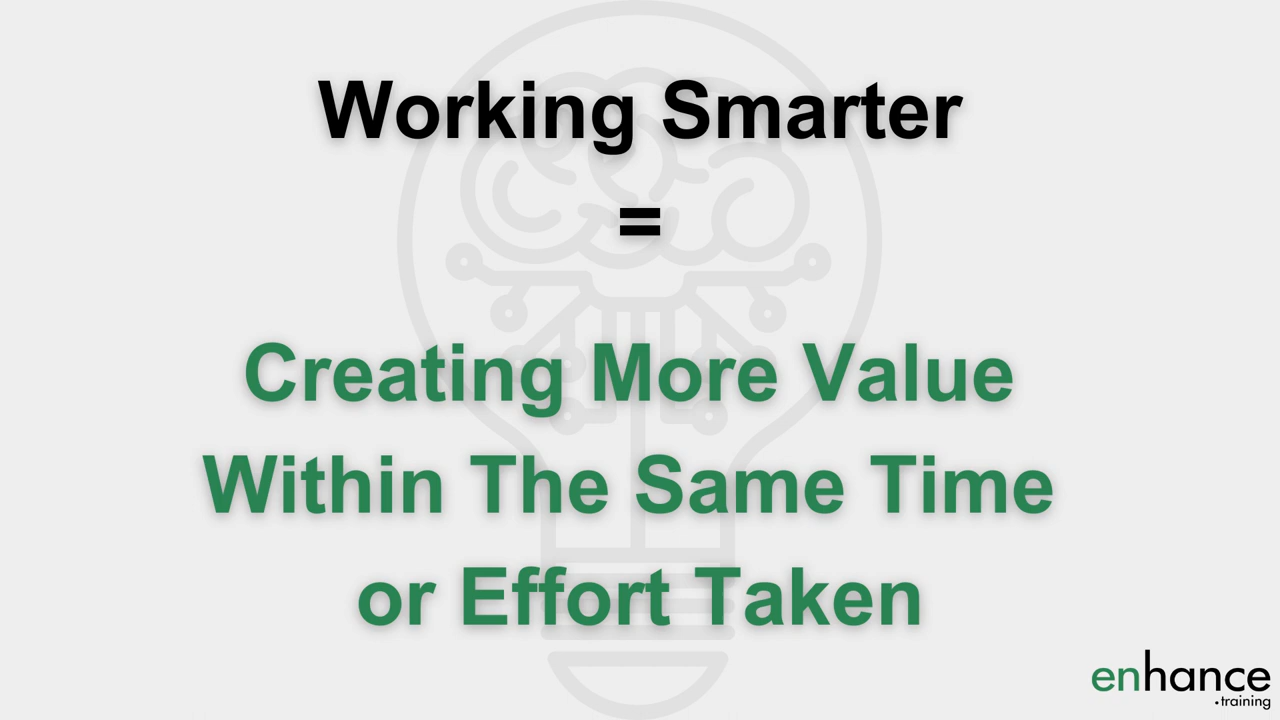 Working Smarter
=
Creating More Value
Within The Same Time
or Effort Taken
enhance
.training